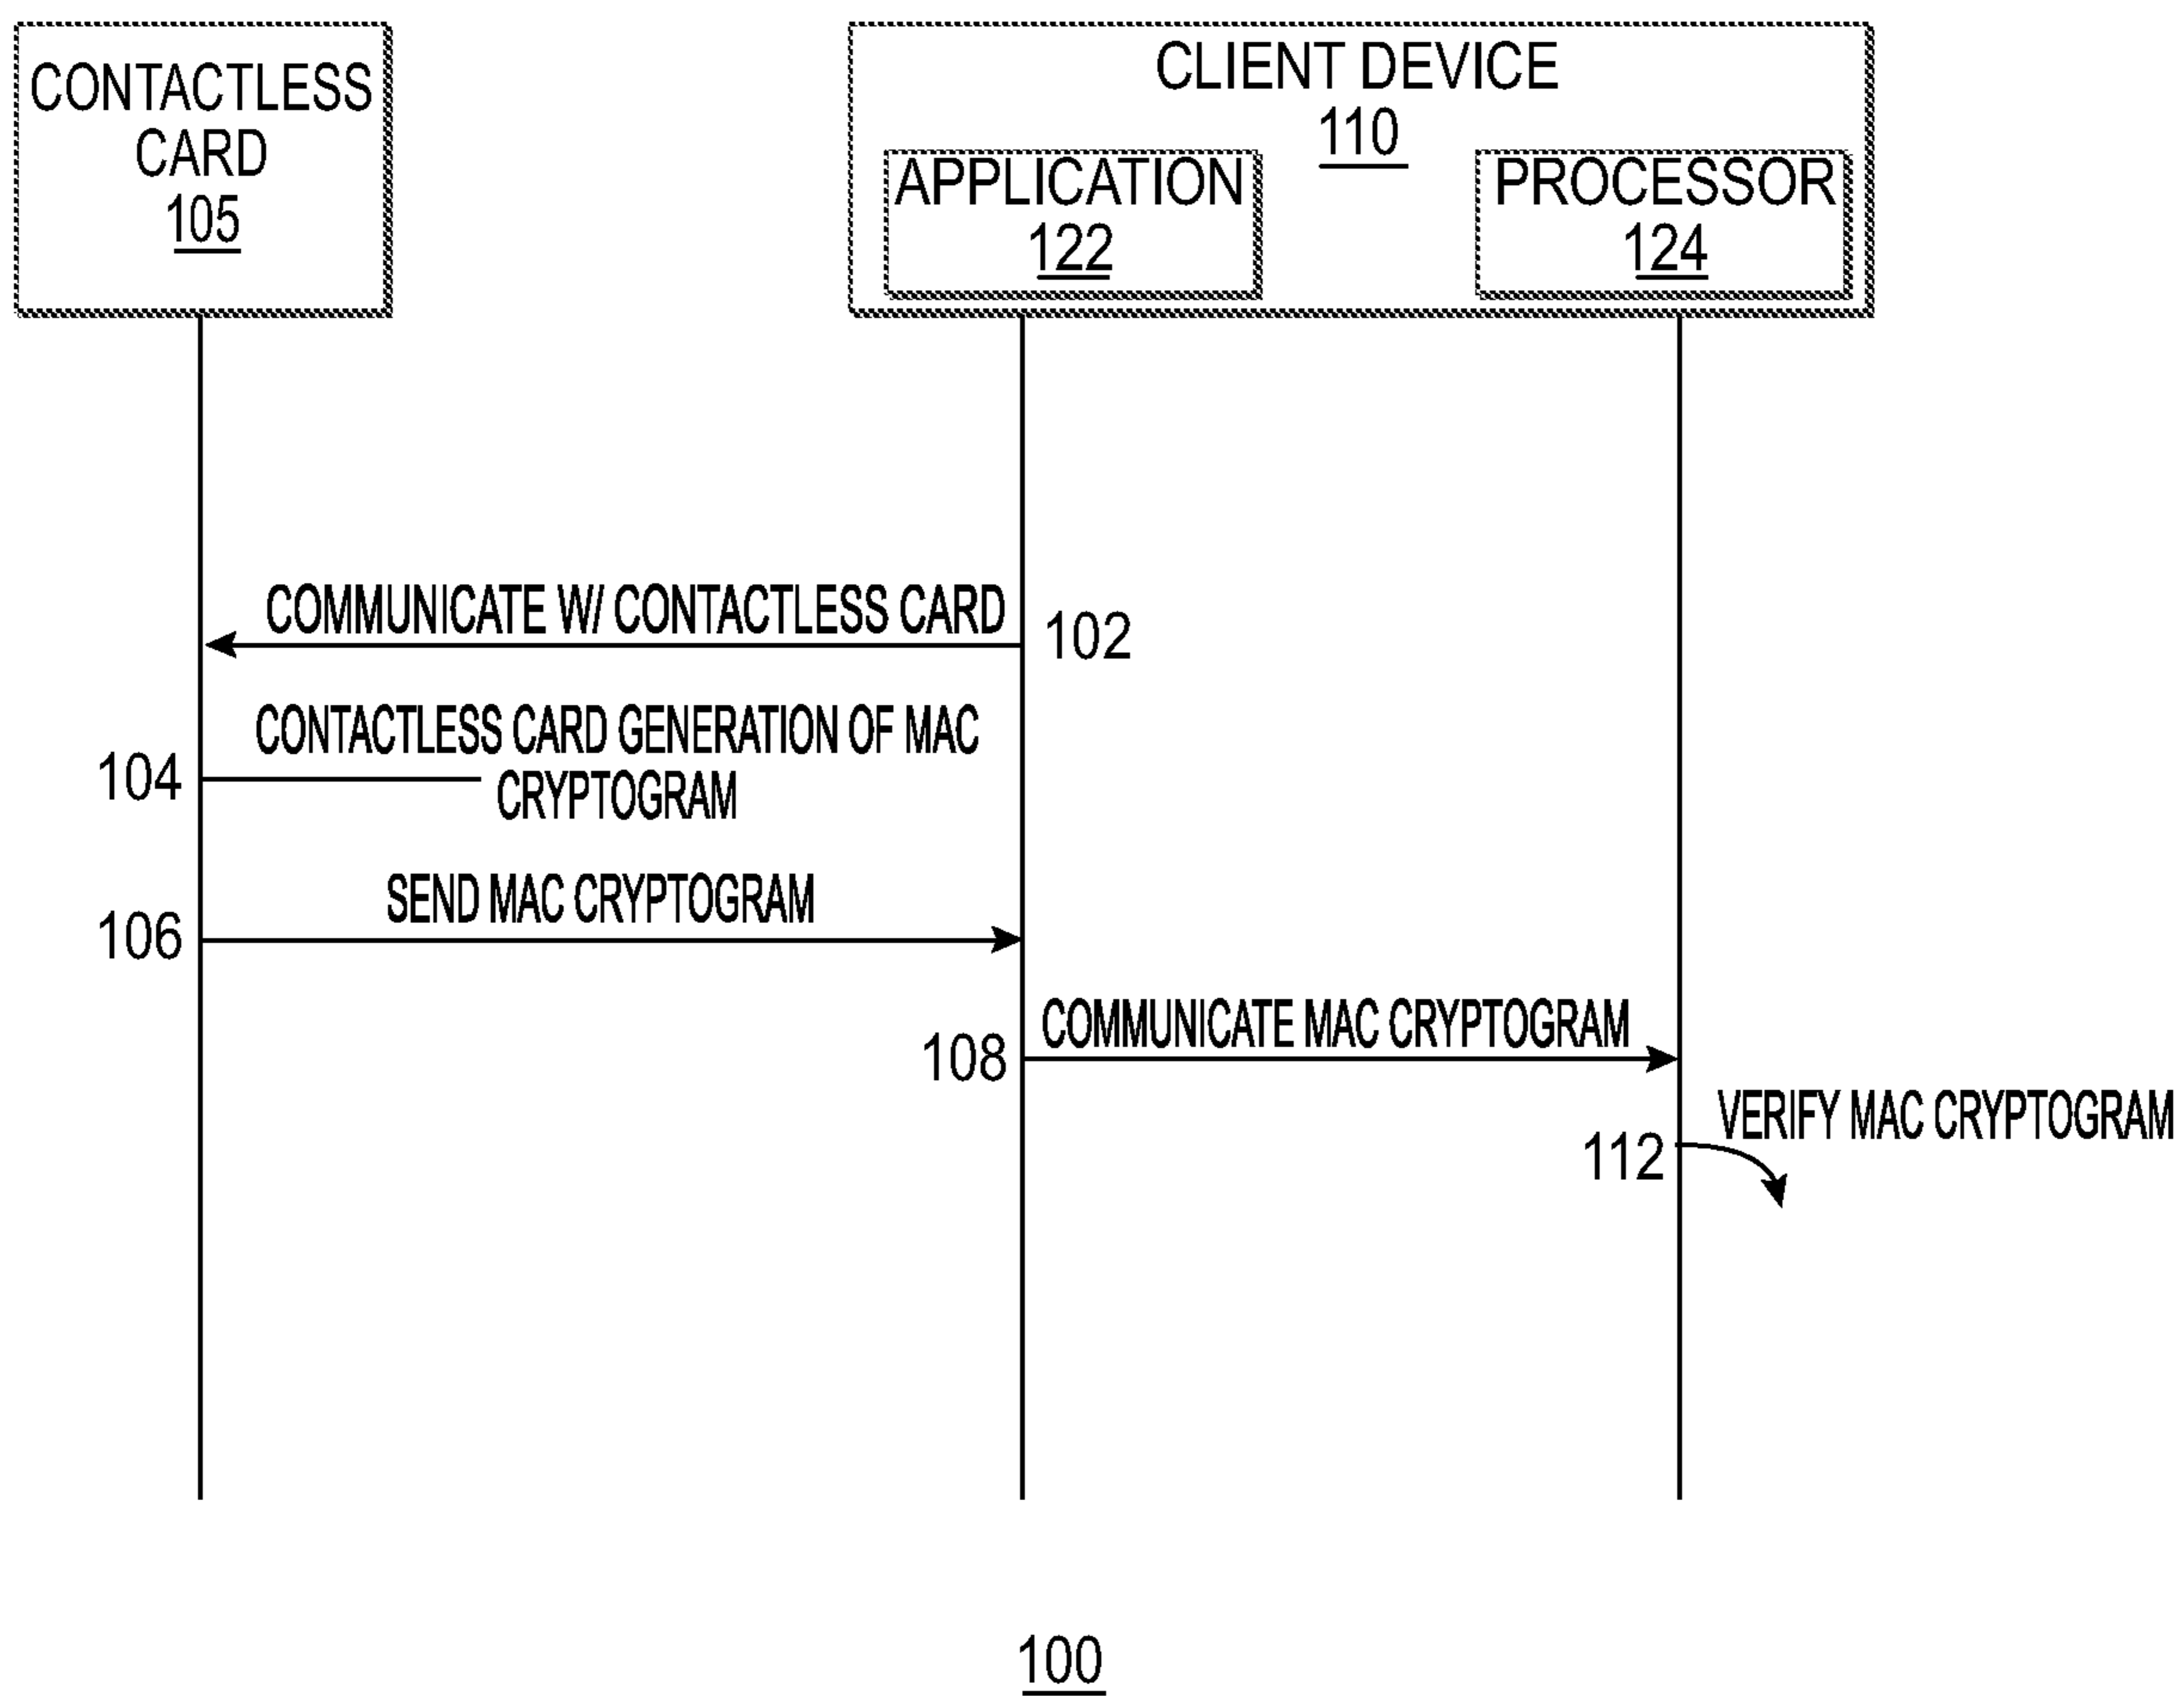 CONTACTLESS
CARD
105
CLIENT DEVICE
110
APPLICATION
122
PROCESSOR
124
COMMUNICATE W/ CONTACTLESS CARD
102
CONTACTLESS CARD GENERATION OF MAC
104
CRYPTOGRAM
SEND MAC CRYPTOGRAM
106
COMMUNICATE MAC CRYPTOGRAM
108
VERIFY MAC CRYPTOGRAM
112
100